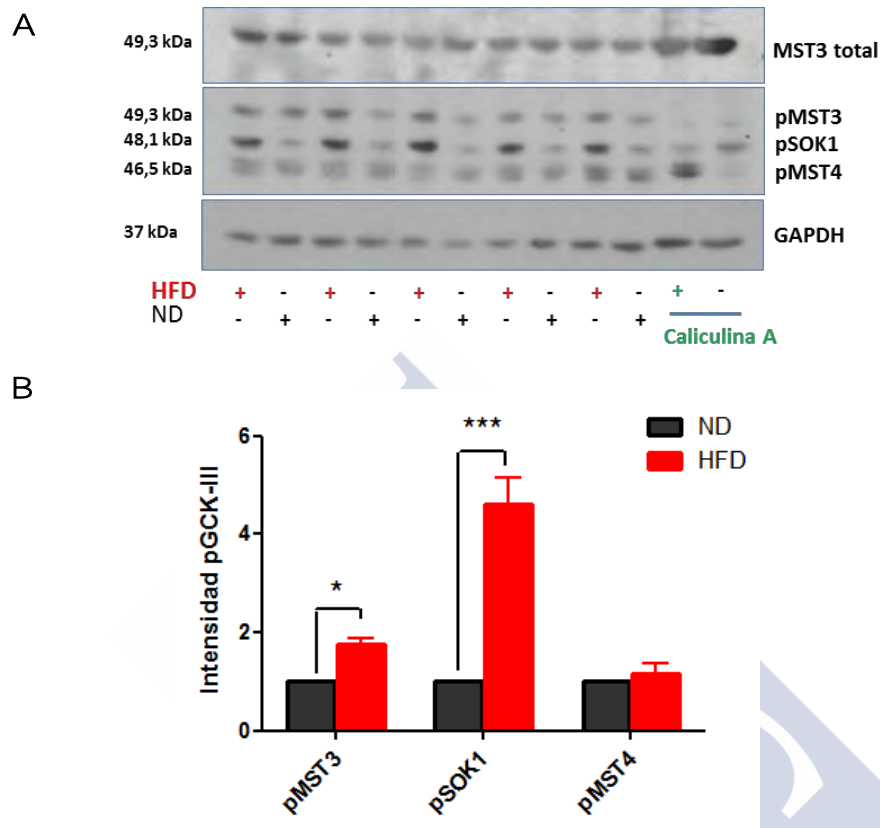 A
49,3 kDa
MST3 total
49,3 kDa
pMST3
48,1 kDa
pSOK1
46,5 kDa
pMST4
37 kDa
GAPDH
HFD + - + - + - + - + - + -
ND - + - + - + - + - +
Caliculina A
B
*** 
ND
HFD
*
Intensidad pGCK-III
6
4
2
0
pMST3
pSOK1
pMST4